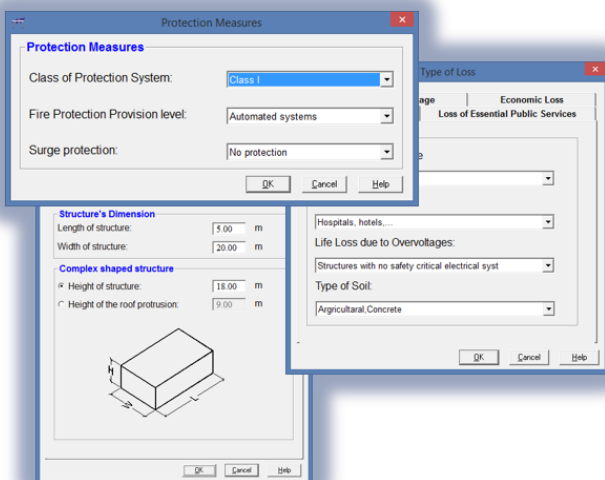 Protection Measures
Protection Measures
Class of Protection System:
Class I
Fire Protection Provision level:
Automated systems
Surge protection:
No protection
OK Cancel Help
Type of Loss
age Economic Loss
Loss of Essential Public Services
e
Hospitals, hotels,...
Life Loss due to Overvoltages:
Structures with no safety critical electrical syst
Type of Soil:
Argricultaral,Concrete
OK Cancel Help
Structure's Dimension
Length of structure: 5.00 m
Width of structure: 20.00 m
Complex shaped structure
Height of structure: 18.00 m
Height of the roof protrusion: 9.00 m
H
W
L
OK Cancel Help